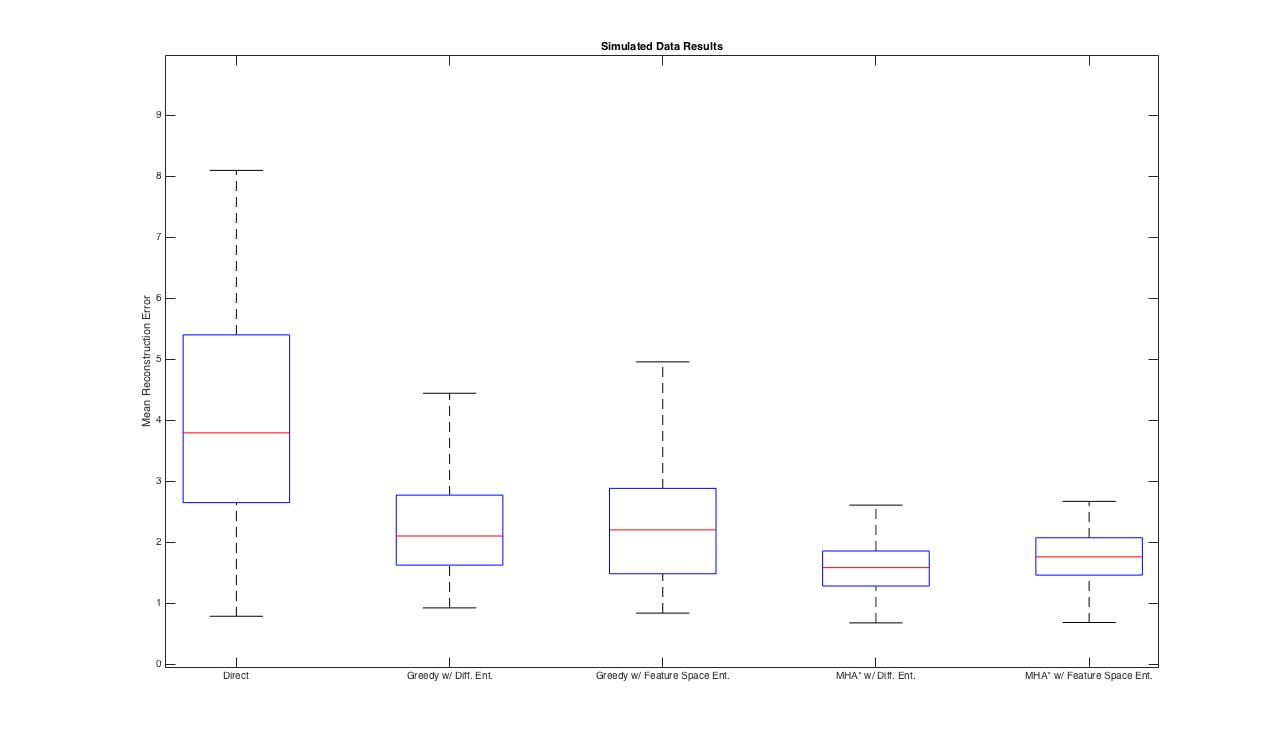 Simulated Data Results
Mean Reconstruction Error
9
8
7
6
5
4
3
2
1
0
Direct
Greedy w/ Diff. Ent.
Greedy w/ Feature Space Ent.
MHA* w/ Diff. Ent.
MHA* w/ Feature Space Ent.